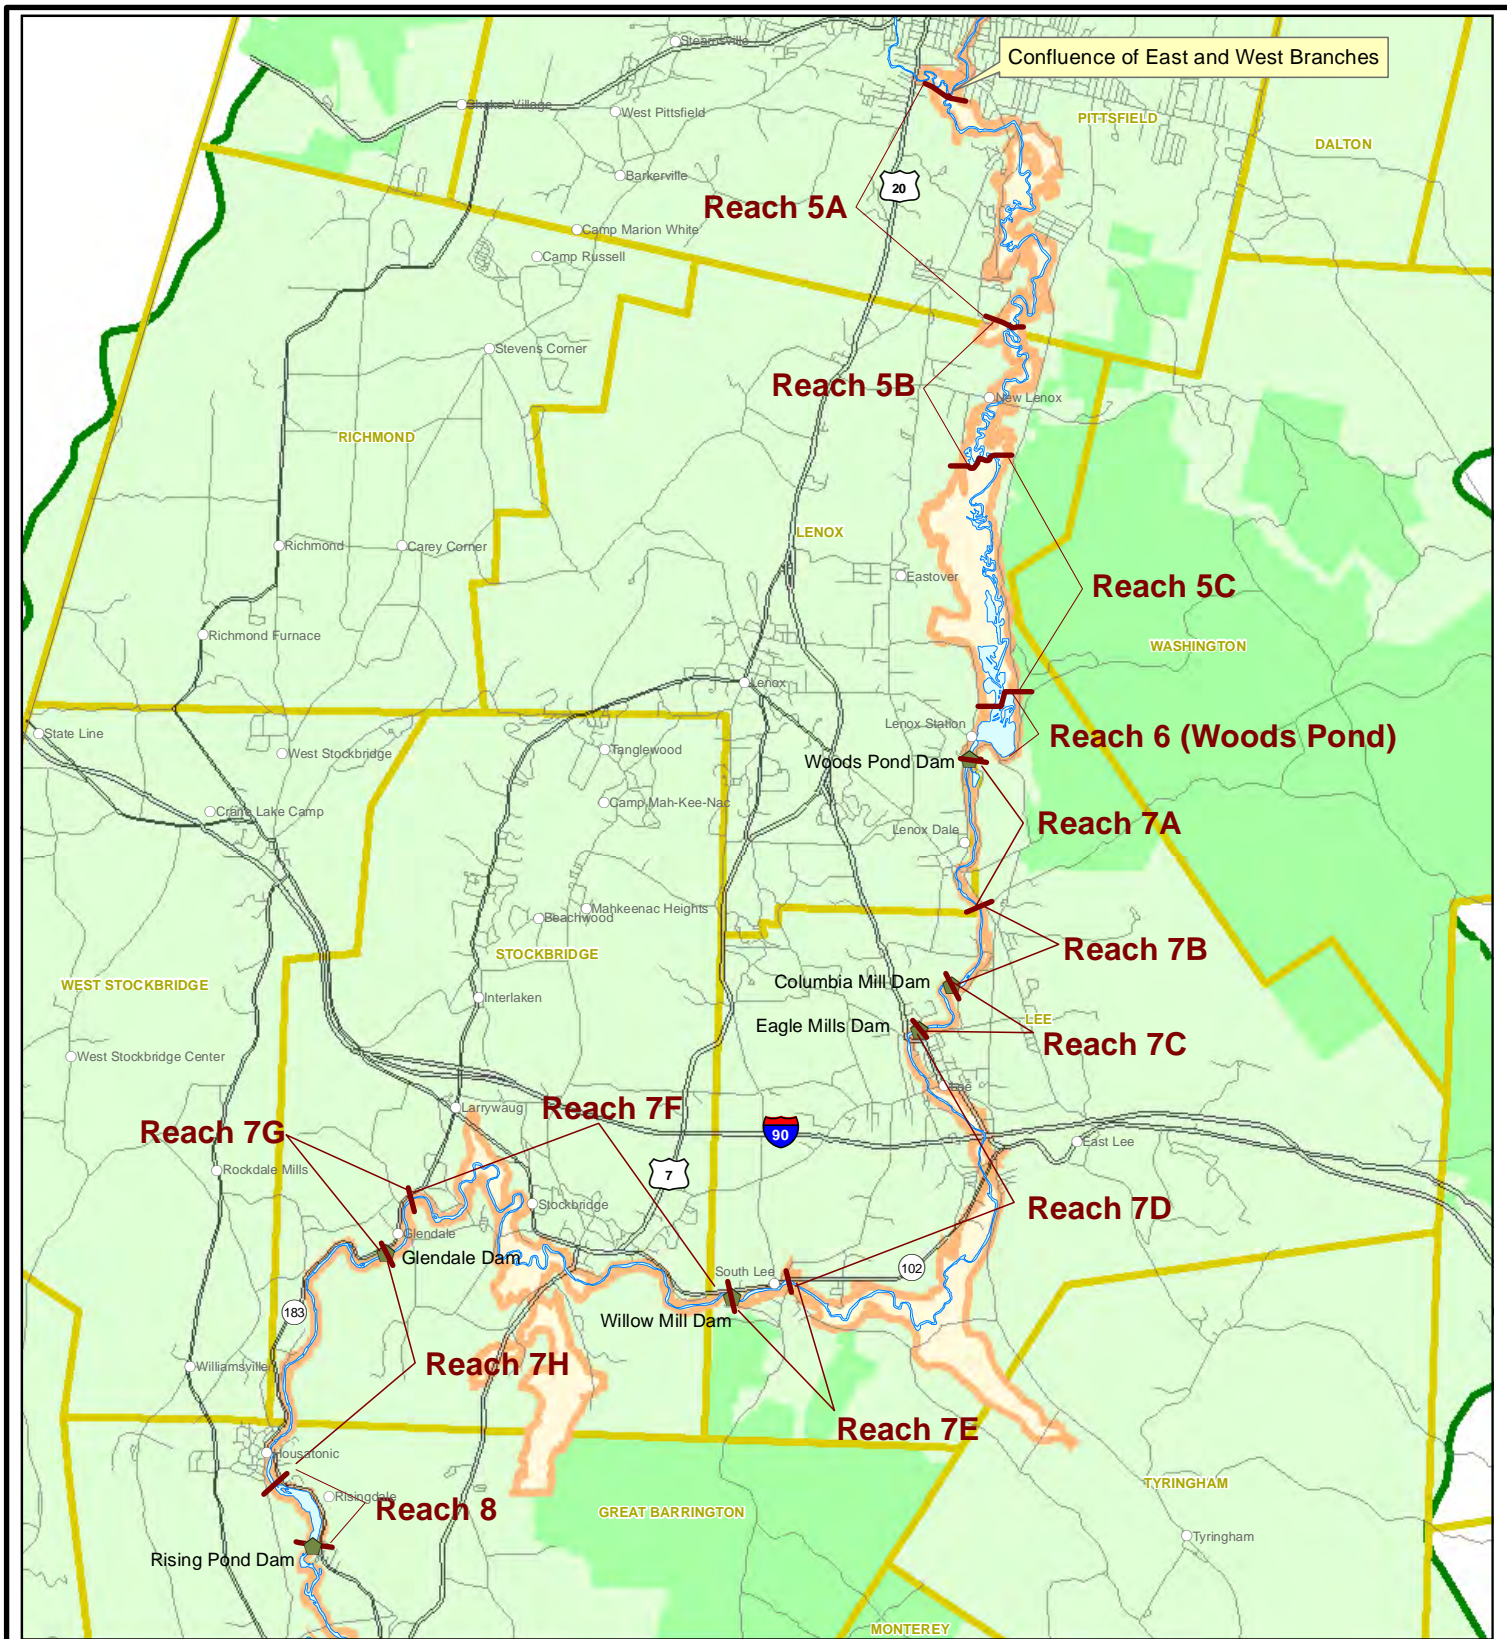 Stearnsville
Confluence of East and West Branches
Shaker Village
West Pittsfield
PITTSFIELD
DALTON
Barkerville
20
Reach 5A
Camp Marion White
Camp Russell
Stevens Corner
Reach 5B
New Lenox
RICHMOND
LENOX
Richmond
Carey Corner
Eastover
Reach 5C
Richmond Furnace
WASHINGTON
Lenox
Lenox Station
State Line
West Stockbridge
Tanglewood
Reach 6 (Woods Pond)
Woods Pond Dam
Crane Lake Camp
Camp Mah-Kee-Nac
Reach 7A
Lenox Dale
Mahkeenac Heights
Beachwood
STOCKBRIDGE
Reach 7B
WEST STOCKBRIDGE
Columbia Mill Dam
Interlaken
Eagle Mills Dam
LEE
Reach 7C
West Stockbridge Center
Lee
Larrywaug
Reach 7F
Reach 7G
90
East Lee
Rockdale Mills
7
Stockbridge
Reach 7D
Glendale
Glendale Dam
South Lee
102
183
Willow Mill Dam
Williamsville
Reach 7H
Reach 7E
Housatonic
Risingdale
Reach 8
GREAT BARRINGTON
TYRINGHAM
Tyringham
Rising Pond Dam
MONTEREY